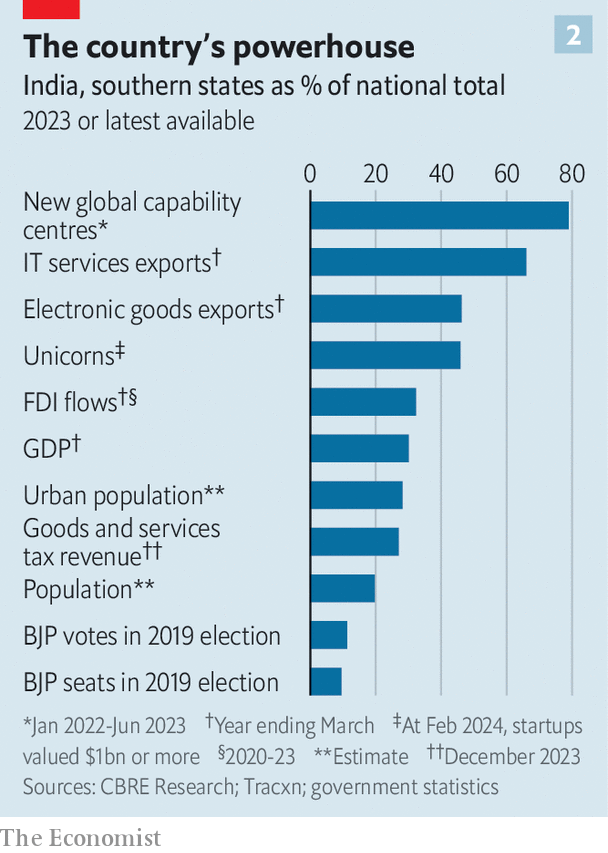 The country's powerhouse
2
India, southern states as % of national total
2023 or latest available
0 20 40 60 80
New global capability
centres*
IT services exports†
Electronic goods exports†
Unicorns‡
FDI flows†§
GDP†
Urban population**
Goods and services
tax revenue††
Population**
BJP votes in 2019 election
BJP seats in 2019 election
*Jan 2022-Jun 2023 †Year ending March ‡At Feb 2024, startups
valued $1bn or more §2020-23 **Estimate ††December 2023
Sources: CBRE Research; Tracxn; government statistics
The Economist